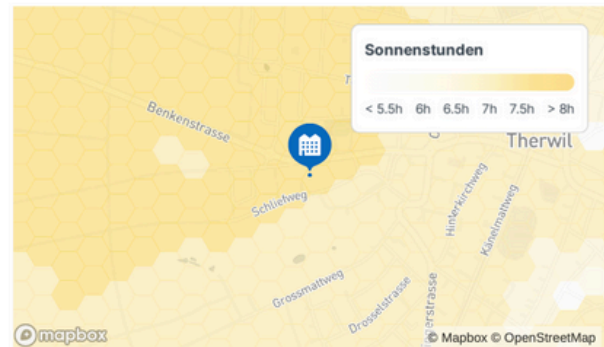 Sonnenstunden
< 5.5h 6h 6.5h 7h 7.5h > 8h
Benkenstrasse
Therwil
Schliefweg
Hinterkirchweg
Känelmattweg
Grossmattweg
Drosselstrasse
mapbox
© Mapbox © OpenStreetMap